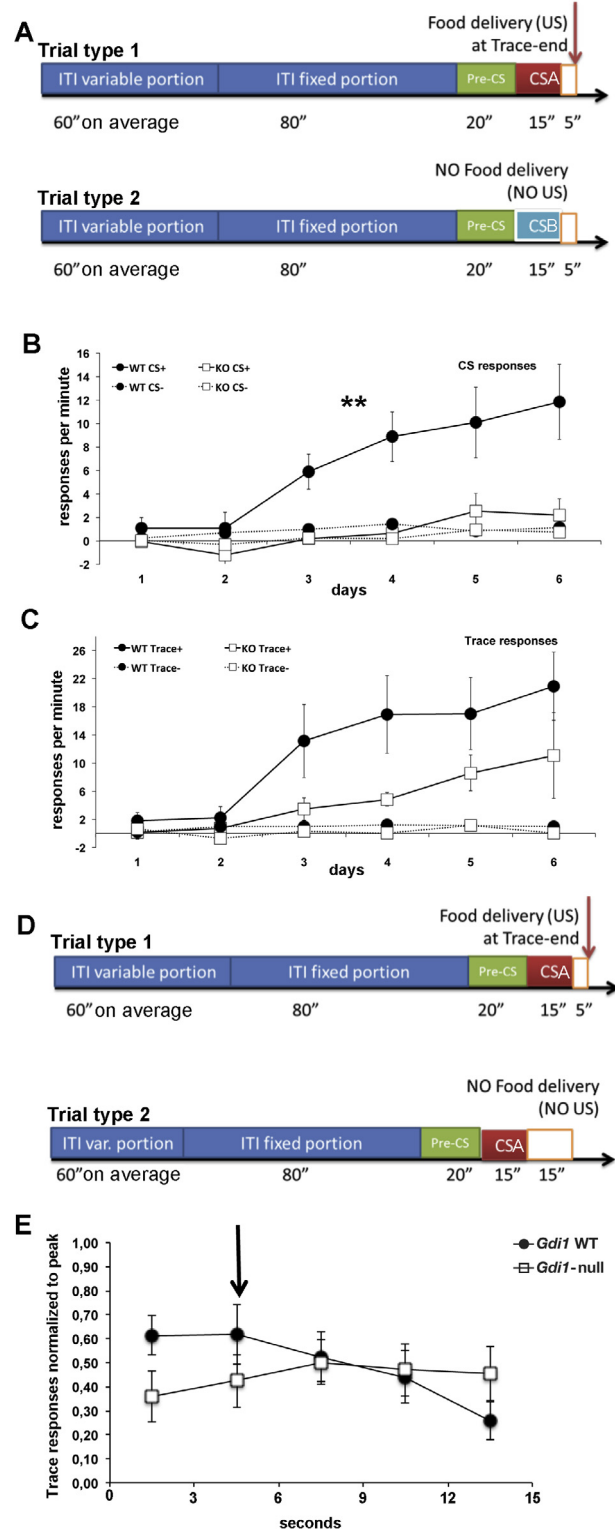 A
Food delivery (US)
at Trace-end
Trial type 1
ITI variable portion ITI fixed portion Pre-CS CSA
60” on average 80” 20” 15” 5”
NO Food delivery
(NO US)
Trial type 2
ITI variable portion ITI fixed portion Pre-CS CSB
60” on average 80” 20” 15” 5”
B
CS responses
WT CS+ KO CS+
WT CS- KO CS-
**
responses per minute
16
14
12
10
8
6
4
2
0
-2
1 2 3 4 5 6
days
C
Trace responses
WT Trace+ KO Trace+
WT Trace- KO Trace-
responses per minute
26
22
18
14
10
6
2
-2
1 2 3 4 5 6
days
D
Food delivery (US)
at Trace-end
Trial type 1
ITI variable portion ITI fixed portion Pre-CS CSA
60” on average 80” 20” 15” 5”
NO Food delivery
(NO US)
Trial type 2
ITI var. portion ITI fixed portion Pre-CS CSA
60” on average 80” 20” 15” 15”
E
Gdi1 WT
Gdi1-null
Trace responses normalized to peak
1,00
0,90
0,80
0,70
0,60
0,50
0,40
0,30
0,20
0,10
0,00
0 3 6 9 12 15
seconds